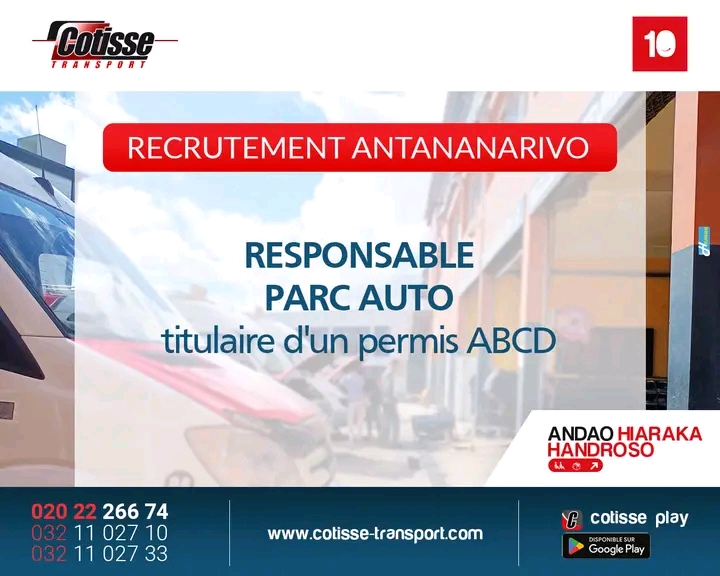 Cotisse
TRANSPORT
10
RECRUTEMENT ANTANANARIVO
RESPONSABLE
PARC AUTO
titulaire d'un permis ABCD
ANDAO HIARAKA
HANDROSO
020 22 266 74
032 11 027 10
032 11 027 33
www.cotisse-transport.com
cotisse play
DISPONIBLE SUR
Google Play